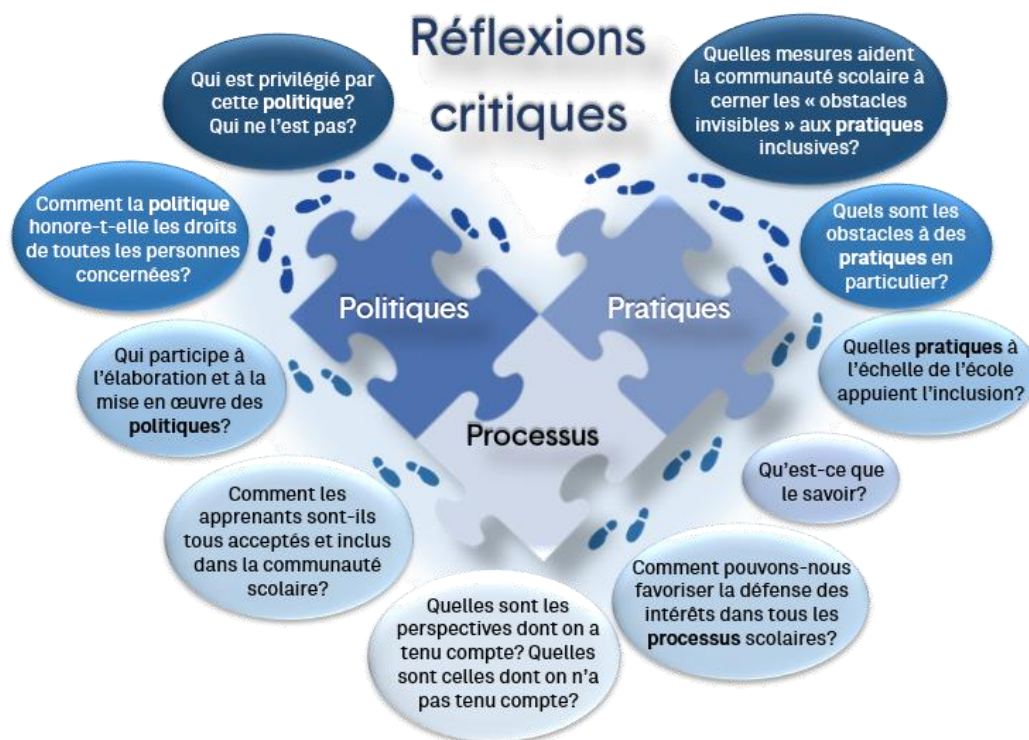 Réflexions
critiques
Qui est privilégié par
cette politique?
Qui ne l'est pas?
Quelles mesures aident
la communauté scolaire à
cerner les « obstacles
invisibles » aux pratiques
inclusives?
Comment la politique
honore-t-elle les droits
de toutes les personnes
concernées?
Quels sont les
obstacles à des
pratiques en
particulier?
Politiques
Pratiques
Qui participe à
l'élaboration et à la
mise en œuvre des
politiques?
Quelles pratiques à
l'échelle de l'école
appuient l'inclusion?
Processus
Qu'est-ce que
le savoir?
Comment les
apprenants sont-ils
tous acceptés et inclus
dans la communauté
scolaire?
Comment pouvons-nous
favoriser la défense des
intérêts dans tous les
processus scolaires?
Quelles sont les
perspectives dont on a
tenu compte? Quelles
sont celles dont on n'a
pas tenu compte?